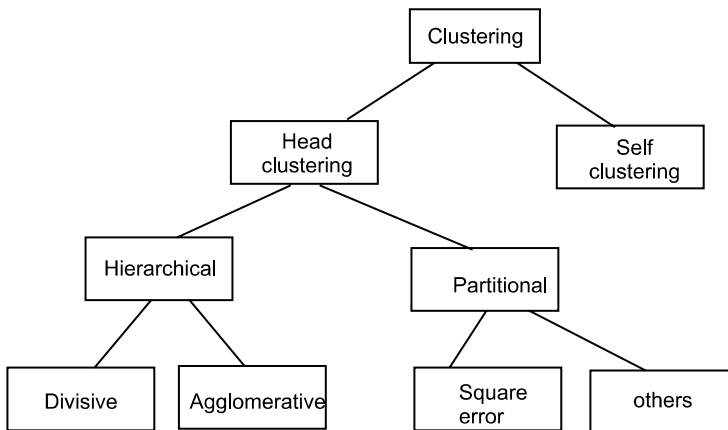 Clustering
Head
clustering
Self
clustering
Hierarchical
Partitional
Divisive
Agglomerative
Square
error
others